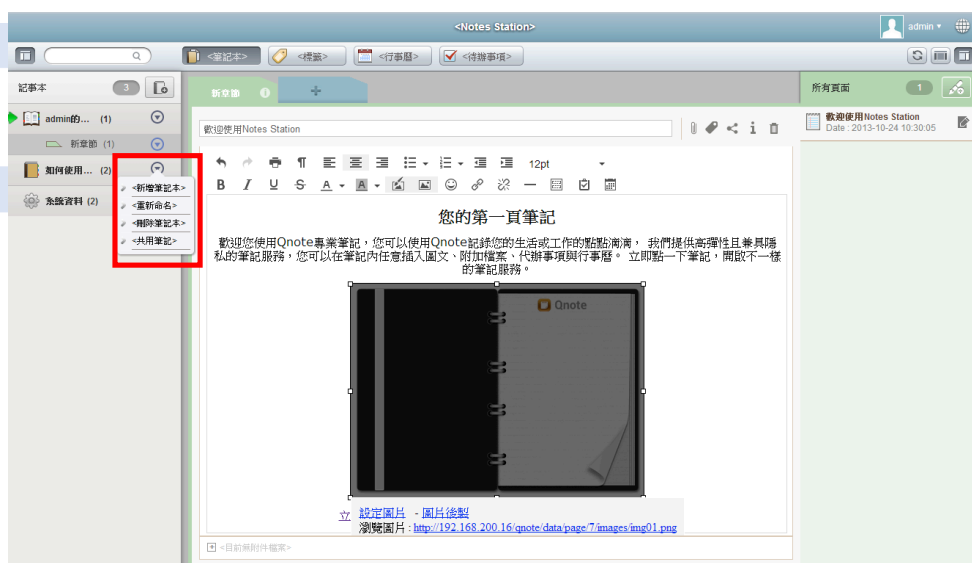 <Notes Station>
admin
<筆記本>
<標籤>
<行事曆>
<待辦事項>
記事本 3
新章節
+
所有頁面 1
admin的... (1)
新章節 (1)
如何使用... (2)
系統資料 (2)
<新增筆記本>
<重新命名>
<刪除筆記本>
<共用筆記>
歡迎使用Notes Station
歡迎使用Notes Station
Date : 2013-10-24 10:30:05
12pt
B I U S A A
您的第一頁筆記
歡迎您使用Qnote專業筆記，您可以使用Qnote記錄您的生活或工作的點點滴滴， 我們提供高彈性且兼具隱
私的筆記服務，您可以在筆記內任意插入圖文、附加檔案、代辦事項與行事曆。 立即點一下筆記，開啟不一樣
的筆記服務。
Qnote
立
設定圖片 - 圖片後製
瀏覽圖片 : http://192.168.200.16/qnote/data/page/7/images/img01.png
<目前無附件檔案>